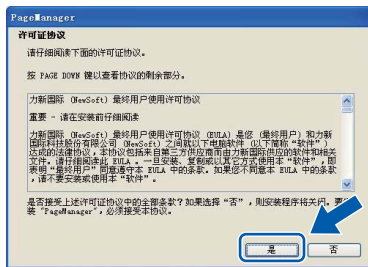 PageManager
许可证协议
请仔细阅读下面的许可证协议。
按 PAGE DOWN 键以查看协议的剩余部分。
力新国际 (NewSoft) 最终用户使用许可协议
重要 - 请在安装前仔细阅读
力新国际 (NewSoft) 最终用户许可协议 (EULA) 是您 (最终用户) 和力新
国际科技股份有限公司 (NewSoft) 之间就以下电脑软件 (以下简称“软件”)
达成的法律协议，本协议包括来自第三方供应商而由力新国际供应的软件和相关
文件。请仔细阅读此 EULA 。一旦安装、复制或以其它方式使用本“软件”，即
表明“最终用户”同意遵守本 EULA 中的条款。如果您不同意本 EULA 中的条款
，请不要安装或使用本“软件”。
是否接受上述许可证协议中的全部条款？如果选择“否”，则安装程序将关闭。要
装“PageManager”，必须接受本协议。
是
否